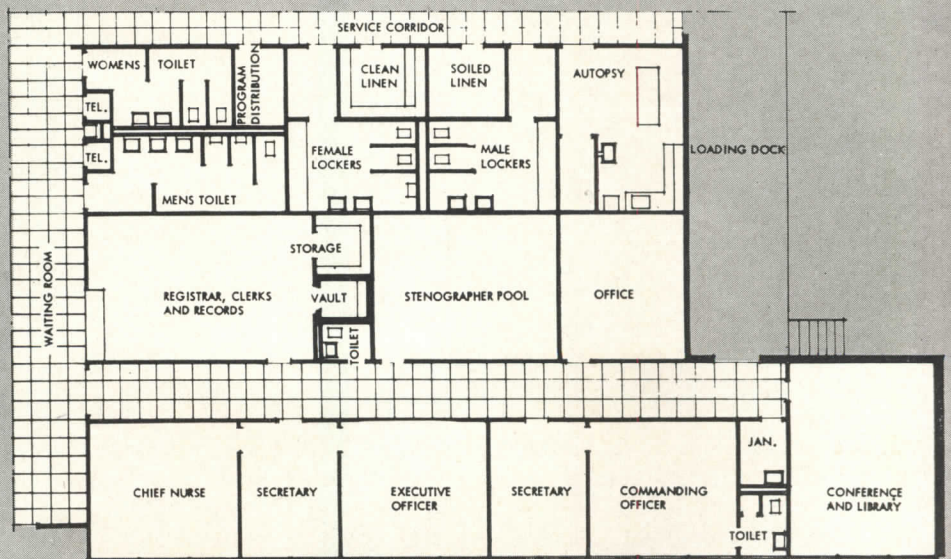 SERVICE CORRIDOR
WOMENS TOILET
PROGRAM
DISTRIBUTION
CLEAN
LINEN
SOILED
LINEN
AUTOPSY
TEL.
TEL.
FEMALE
LOCKERS
MALE
LOCKERS
LOADING DOCK
MENS TOILET
WAITING ROOM
STORAGE
REGISTRAR, CLERKS
AND RECORDS
VAULT
STENOGRAPHER POOL
OFFICE
TOILET
JAN.
CHIEF NURSE
SECRETARY
EXECUTIVE
OFFICER
SECRETARY
COMMANDING
OFFICER
CONFERENCE
AND LIBRARY
TOILET